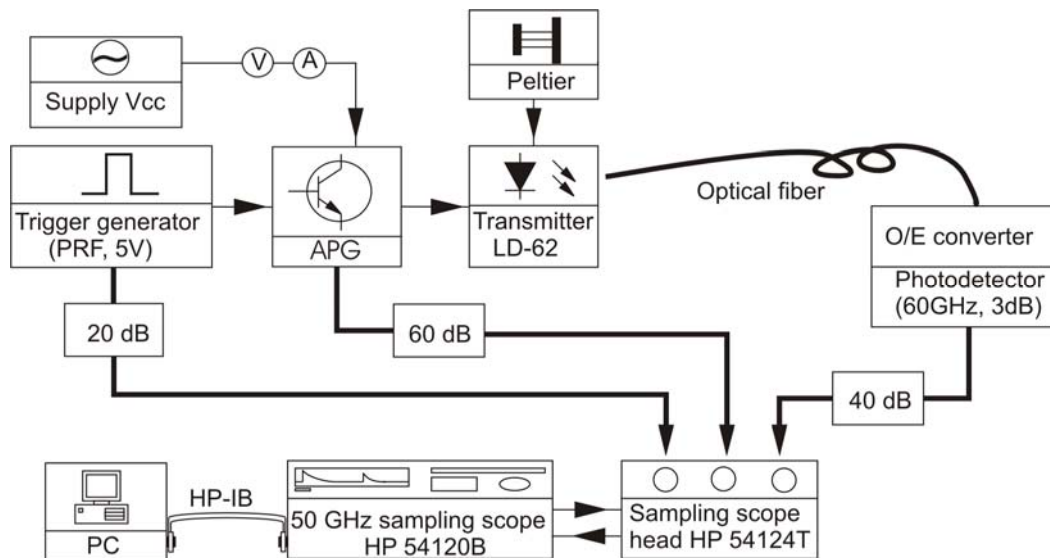 Supply Vcc
V
A
Peltier
Trigger generator
(PRF, 5V)
APG
Transmitter
LD-62
Optical fiber
O/E converter
Photodetector
(60GHz, 3dB)
20 dB
60 dB
40 dB
PC
HP-IB
50 GHz sampling scope
HP 54120B
Sampling scope
head HP 54124T